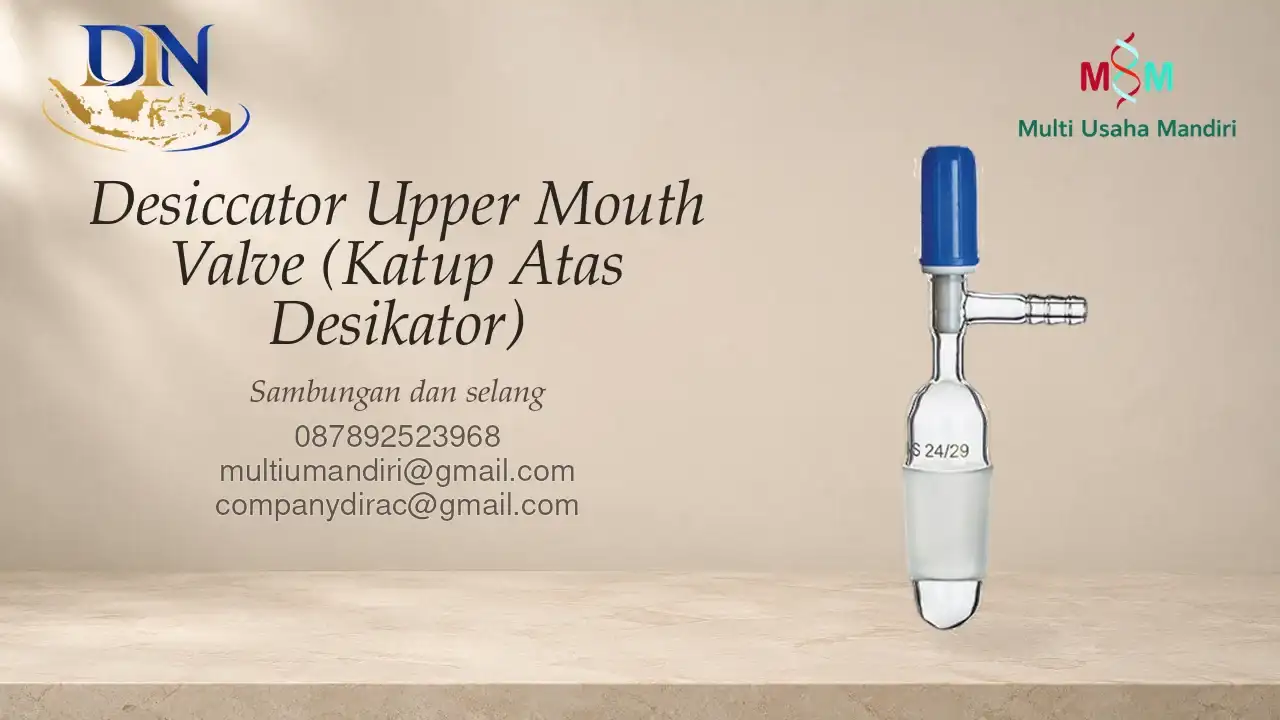 DIN
M M
Multi Usaha Mandiri
Desiccator Upper Mouth
Valve (Katup Atas
Desikator)
Sambungan dan selang
087892523968
multiumandiri@gmail.com
companydirac@gmail.com
24/29